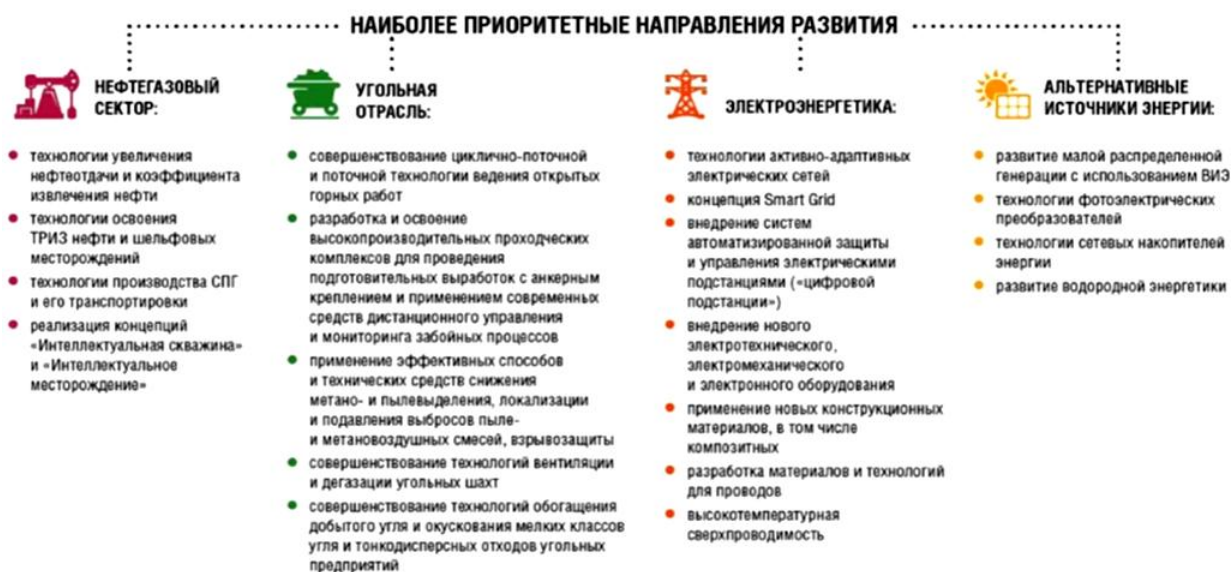 НАИБОЛЕЕ ПРИОРИТЕТНЫЕ НАПРАВЛЕНИЯ РАЗВИТИЯ
НЕФТЕГАЗОВЫЙ
СЕКТОР:
технологии увеличения
нефтеотдачи и коэффициента
извлечения нефти
технологии освоения
ТРИЗ нефти и шельфовых
месторождений
технологии производства СПГ
и его транспортировки
реализация концепций
«Интеллектуальная скважина»
и «Интеллектуальное
месторождение»
УГОЛЬНАЯ
ОТРАСЛЬ:
совершенствование циклично-поточной
и поточной технологии ведения открытых
горных работ
разработка и освоение
высокопроизводительных проходческих
комплексов для проведения
подготовительных выработок с анкерным
креплением и применением современных
средств дистанционного управления
и мониторинга забойных процессов
применение эффективных способов
и технических средств снижения
метано- и пылевыделения, локализации
и подавления выбросов пыле-
и метановоздушных смесей, взрывозащиты
совершенствование технологий вентиляции
и дегазации угольных шахт
совершенствование технологий обогащения
добытого угля и окускования мелких классов
угля и тонкодисперсных отходов угольных
предприятий
ЭЛЕКТРОЭНЕРГЕТИКА:
технологии активно-адаптивных
электрических сетей
концепция Smart Grid
внедрение систем
автоматизированной защиты
и управления электрическими
подстанциями («цифровой
подстанции»)
внедрение нового
электротехнического,
электромеханического
и электронного оборудования
применение новых конструкционных
материалов, в том числе
композитных
разработка материалов и технологий
для проводов
высокотемпературная
сверхпроводимость
АЛЬТЕРНАТИВНЫЕ
ИСТОЧНИКИ ЭНЕРГИИ:
развитие малой распределенной
генерации с использованием ВИЭ
технологии фотоэлектрических
преобразователей
технологии сетевых накопителей
энергии
развитие водородной энергетики